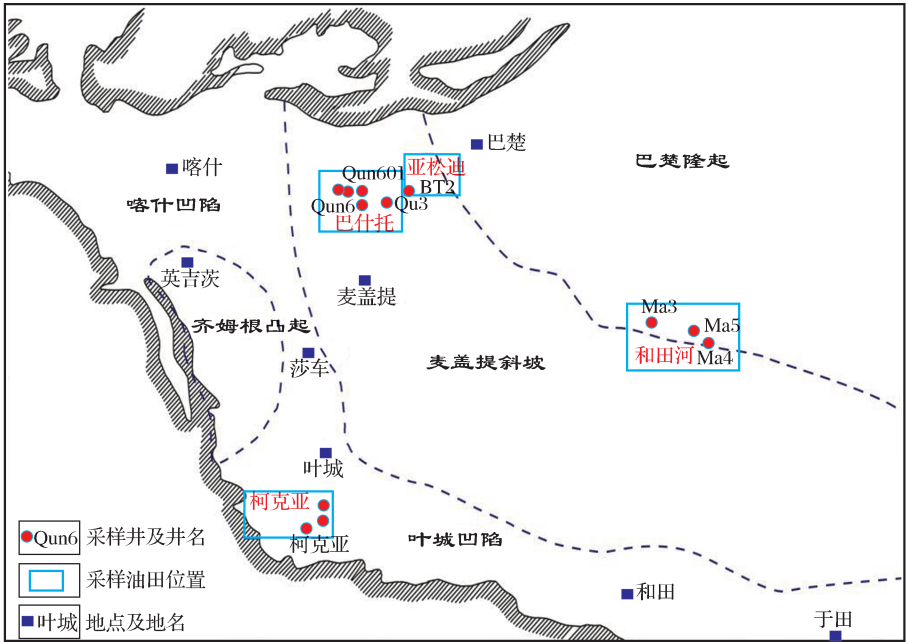 巴楚
巴楚隆起
喀什
亚松迪
Qun601
BT2
Qun6
Qu3
喀什凹陷
巴什托
英吉茨
麦盖提
Ma3
齐姆根凸起
Ma5
和田河
Ma4
莎车
麦盖提斜坡
叶城
柯克亚
柯克亚
叶城凹陷
Qun6 采样井及井名
采样油田位置
和田
叶城 地点及地名
于田